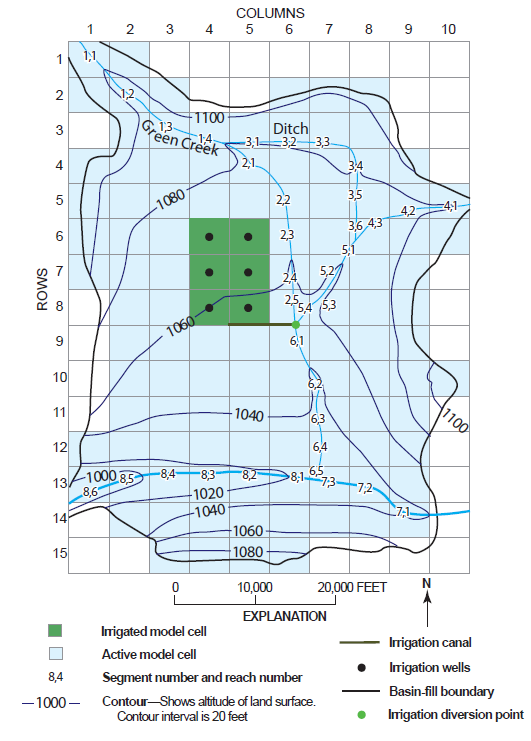 COLUMNS
1 2 3 4 5 6 7 8 9 10
ROWS
1
2
3
4
5
6
7
8
9
10
11
12
13
14
15
1,1
1,2
1100
1,3
Green Creek
1,4
Ditch
3,1 3,2 3,3
2,1
3,4
1080
2,2
3,5
4,2 4,1
2,3
3,6 4,3
5,1
2,4
5,2
2,5
5,4 5,3
1060
6,1
6,2
1040
6,3
1100
6,4
1000 8,5 8,4 8,3 8,2 8,1 6,5
7,3
7,2
8,6
1020
1040
7,1
1060
1080
0 10,000 20,000 FEET
N
EXPLANATION
Irrigated model cell
Active model cell
8,4 Segment number and reach number
1000 Contour—Shows altitude of land surface.
Contour interval is 20 feet
Irrigation canal
Irrigation wells
Basin-fill boundary
Irrigation diversion point